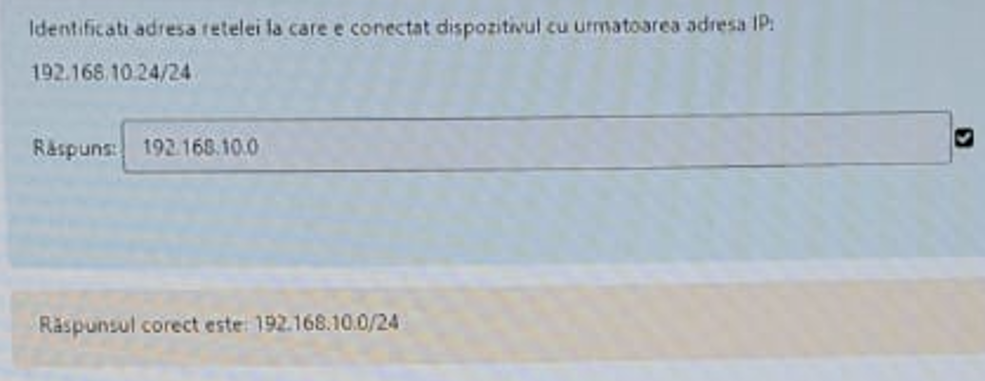 Identificati adresa retelei la care e conectat dispozitivul cu urmatoarea adresa IP:
192.168.10.24/24
Răspuns: 192.168.10.0
Răspunsul corect este: 192.168.10.0/24